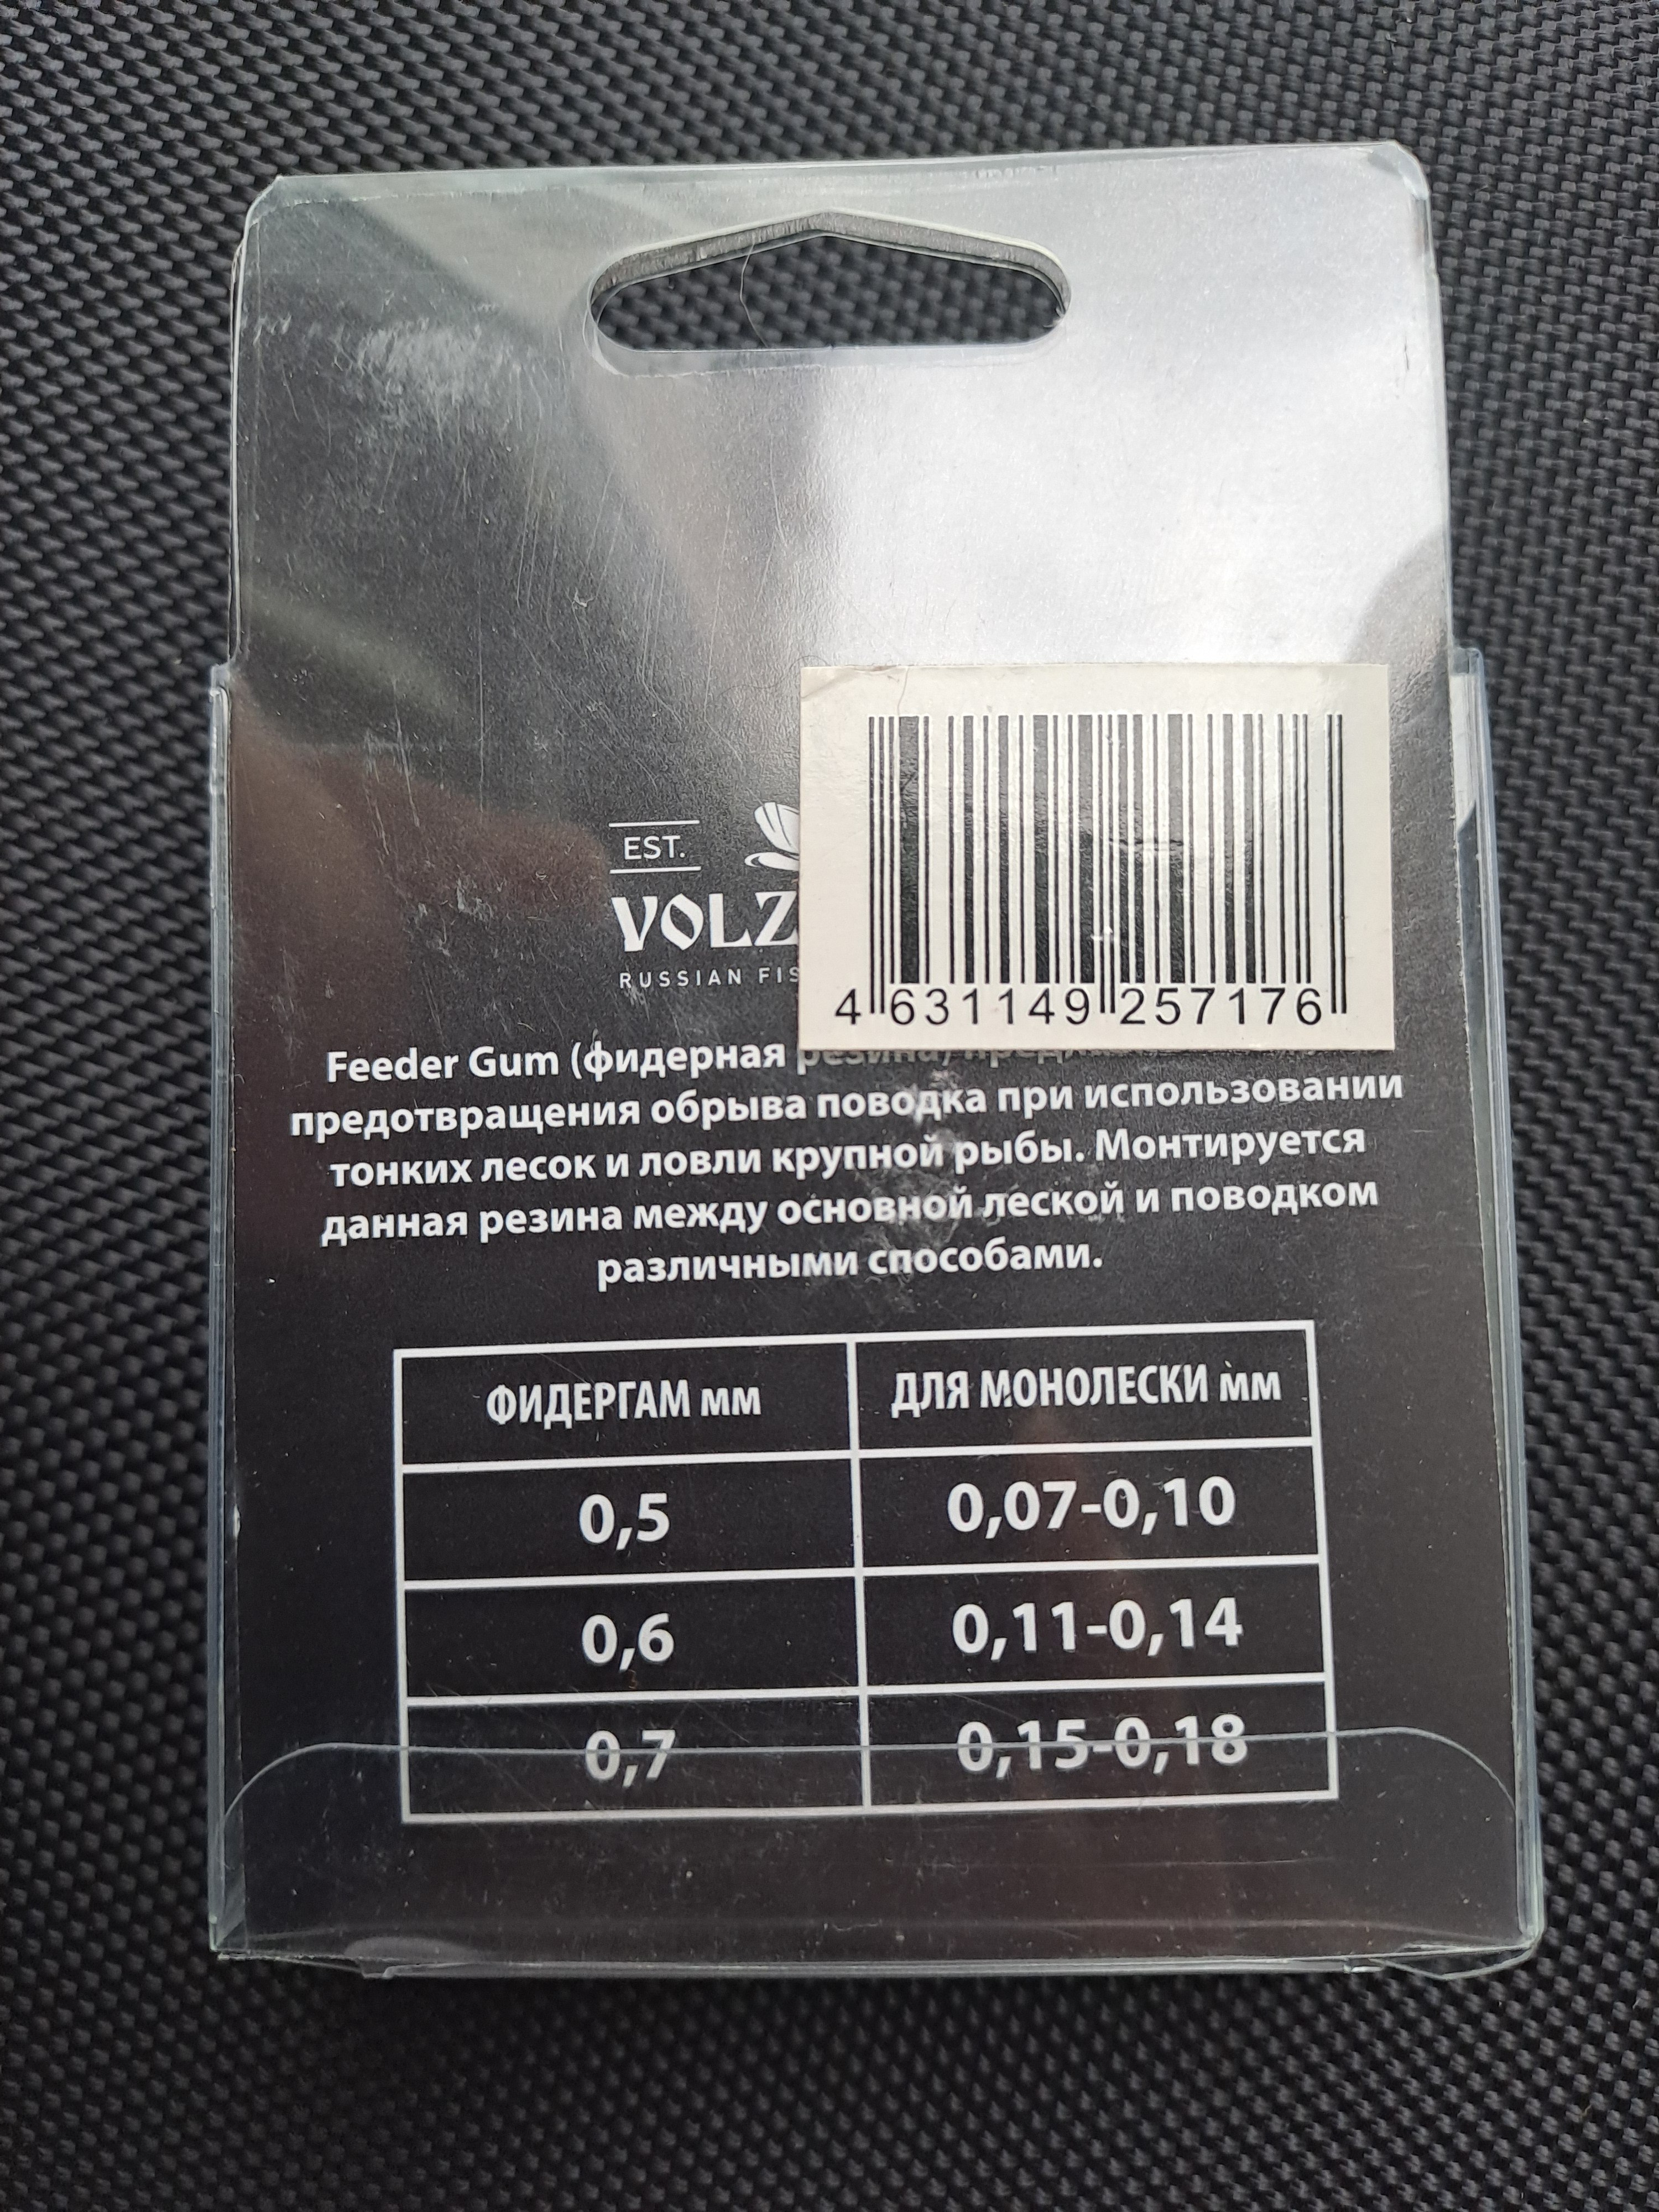 EST.
VOLZ
RUSSIAN FIS
4 631149 257176
Feeder Gum (фидерная резина)
предотвращения обрыва поводка при использовании
тонких лесок и ловли крупной рыбы. Монтируется
данная резина между основной леской и поводком
различными способами.
ФИДЕРГАМ мм ДЛЯ МОНОЛЕСКИ мм
0,5 0,07-0,10
0,6 0,11-0,14
0,7 0,15-0,18